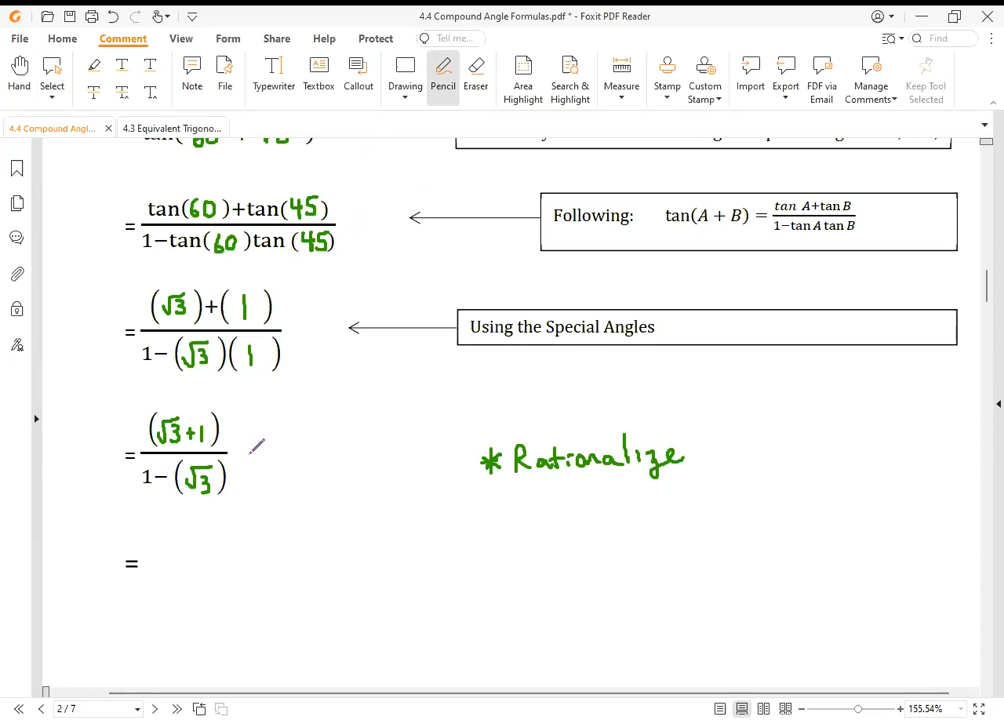 4.4 Compound Angle Formulas.pdf * - Foxit PDF Reader
File Home Comment View Form Share Help Protect Tell me... Find
Hand Select Note File Typewriter Textbox Callout Drawing Pencil Eraser Area Highlight Search & Highlight Measure Stamp Custom Stamp Import Export FDF via Email Manage Comments Keep Tool Selected
4.4 Compound Angl... 4.3 Equivalent Trigono...
= tan(60)+tan(45) / 1−tan(60)tan (45)
Following: tan(A + B) = tan A+tan B / 1−tan A tan B
= (√3)+(1) / 1−(√3)(1)
Using the Special Angles
= (√3+1) / 1−(√3)
* Rationalize
=
2 / 7 155.54%